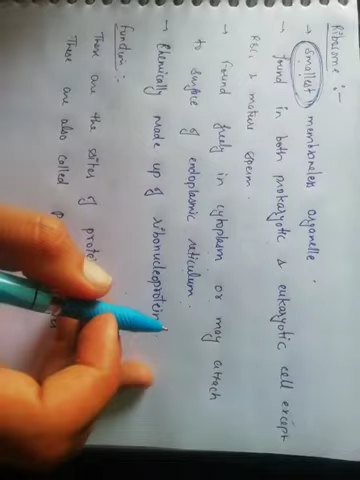 Ribosome :-
→ Smallest membraneless organelle.
→ found in both prokaryotic & eukaryotic cell except
RBC & mature sperm.
→ Found freely in cytoplasm or may attach
to surface of endoplasmic reticulum.
→ Chemically made up of ribonucleoprotein.
function :-
These are the sites of
These are also called